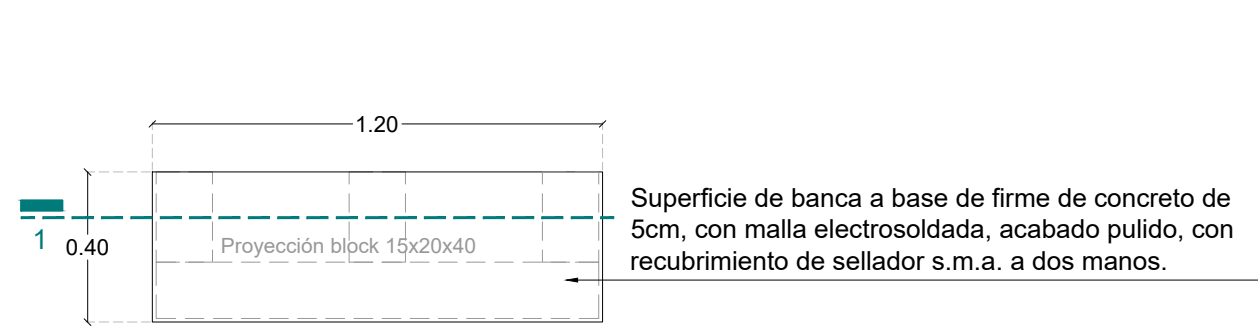 1.20
Superficie de banca a base de firme de concreto de
5cm, con malla electrosoldada, acabado pulido, con
recubrimiento de sellador s.m.a. a dos manos.
1
0.40
Proyección block 15x20x40